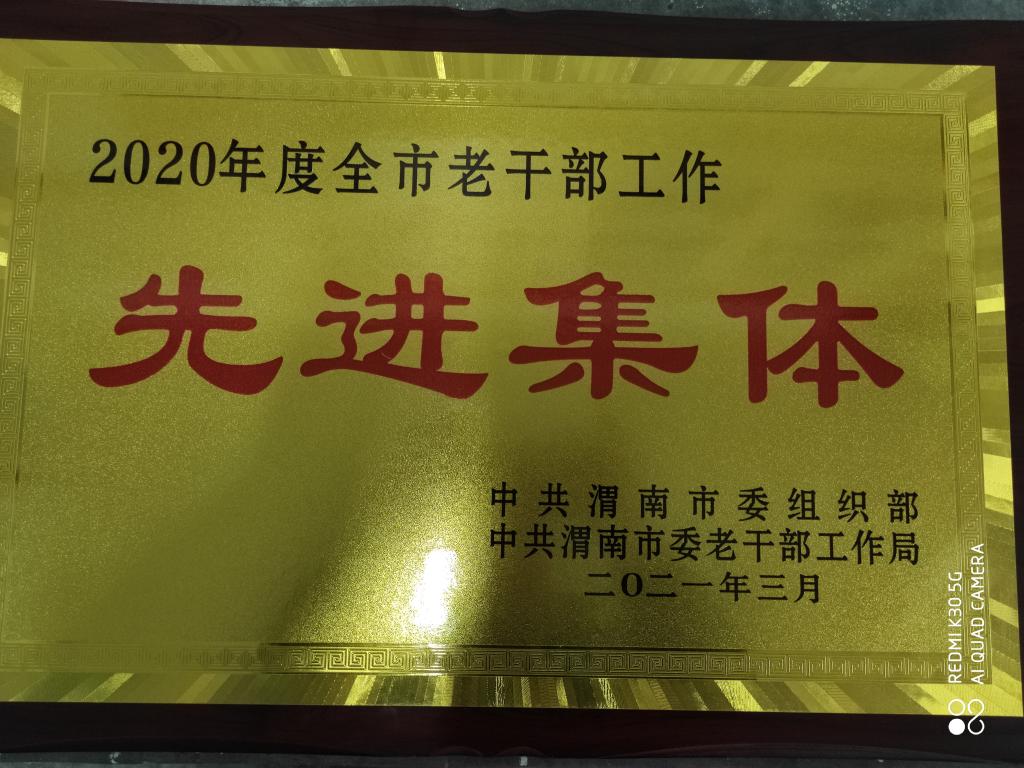 2020年度全市老干部工作
先进集体
中共渭南市委组织部
中共渭南市委老干部工作局
二〇二一年三月
REDMI K30 5G
AI QUAD CAMERA